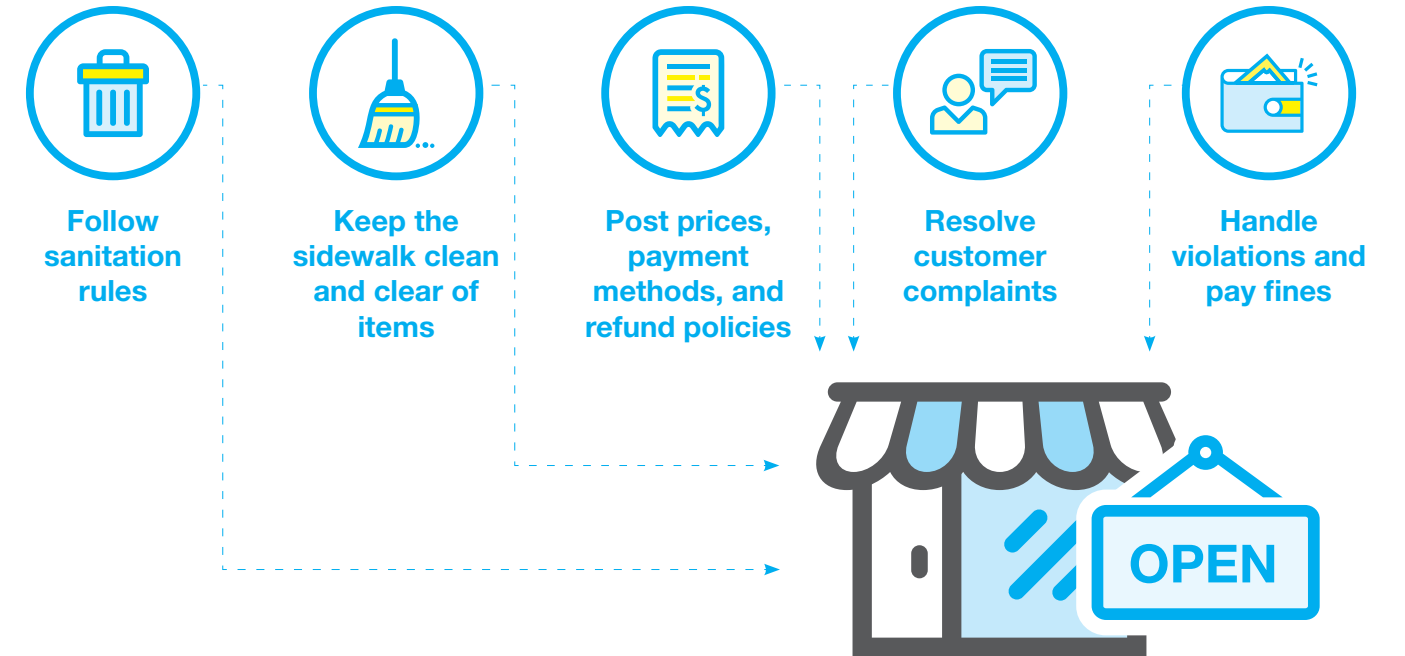 Follow
sanitation
rules
Keep the
sidewalk clean
and clear of
items
Post prices,
payment
methods, and
refund policies
Resolve
customer
complaints
Handle
violations and
pay fines
$
OPEN